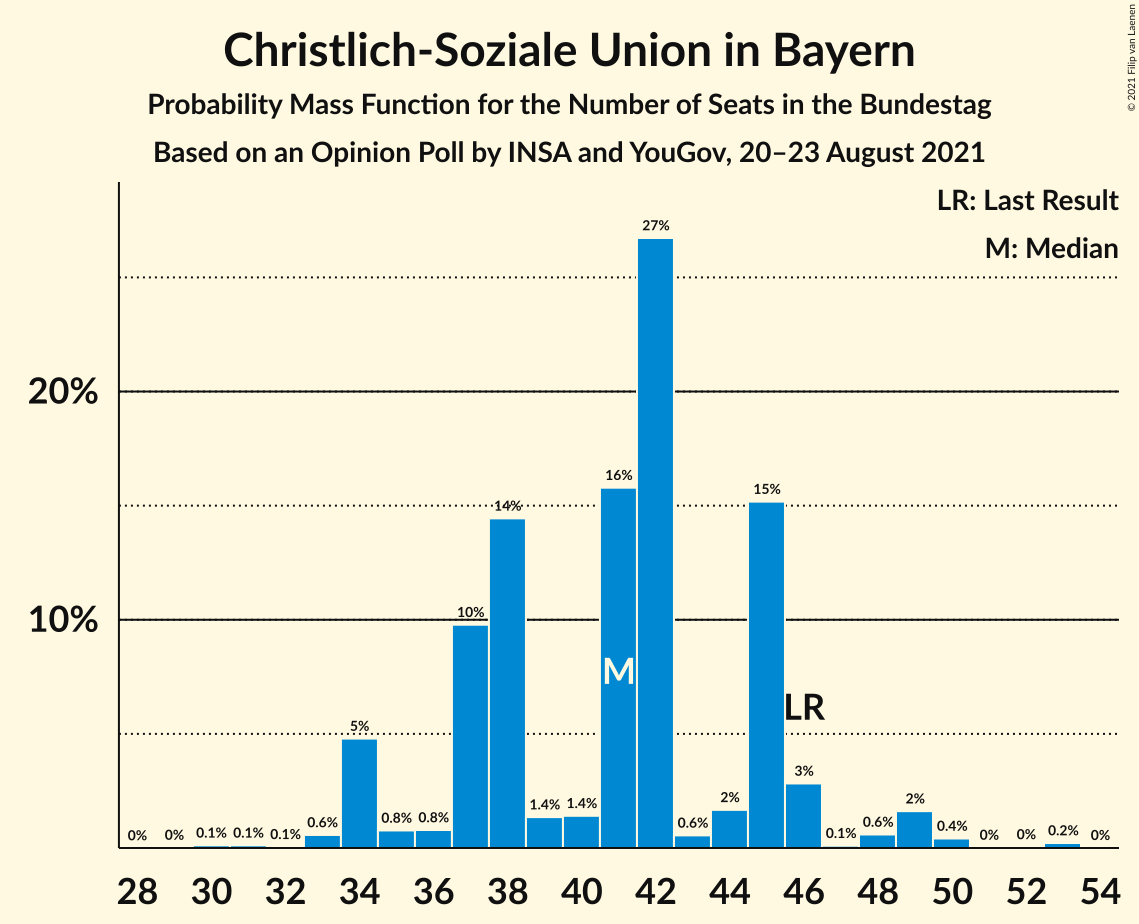 Christlich-Soziale Union in Bayern
Probability Mass Function for the Number of Seats in the Bundestag
Based on an Opinion Poll by INSA and YouGov, 20–23 August 2021
© 2021 Filip van Laenen
LR: Last Result
M: Median
20%
10%
0% 0% 0.1% 0.1% 0.1% 0.6% 5% 0.8% 0.8% 10% 14% 1.4% 1.4% 16% 27% 0.6% 2% 15% 3% 0.1% 0.6% 2% 0.4% 0% 0% 0.2% 0%
M
LR
28 30 32 34 36 38 40 42 44 46 48 50 52 54